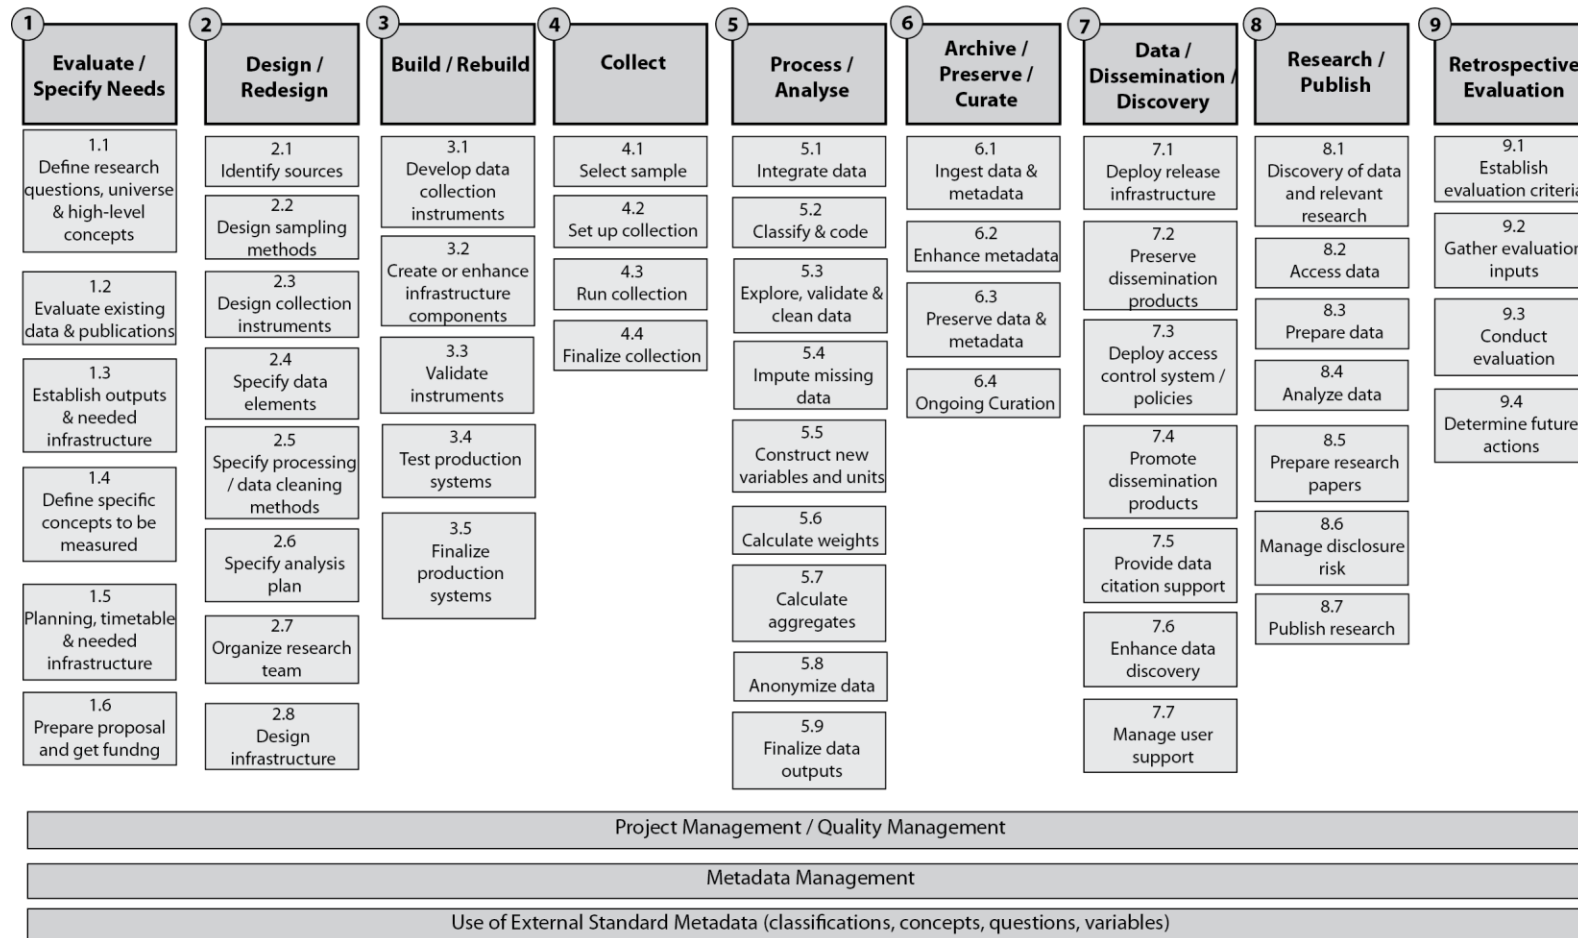 1
Evaluate /
Specify Needs
1.1
Define research
questions, universe
& high-level
concepts
1.2
Evaluate existing
data & publications
1.3
Establish outputs
& needed
infrastructure
1.4
Define specific
concepts to be
measured
1.5
Planning, timetable
& needed
infrastructure
1.6
Prepare proposal
and get fundng
2
Design /
Redesign
2.1
Identify sources
2.2
Design sampling
methods
2.3
Design collection
instruments
2.4
Specify data
elements
2.5
Specify processing
/ data cleaning
methods
2.6
Specify analysis
plan
2.7
Organize research
team
2.8
Design
infrastructure
3
Build / Rebuild
3.1
Develop data
collection
instruments
3.2
Create or enhance
infrastructure
components
3.3
Validate
instruments
3.4
Test production
systems
3.5
Finalize
production
systems
4
Collect
4.1
Select sample
4.2
Set up collection
4.3
Run collection
4.4
Finalize collection
5
Process /
Analyse
5.1
Integrate data
5.2
Classify & code
5.3
Explore, validate &
clean data
5.4
Impute missing
data
5.5
Construct new
variables and units
5.6
Calculate weights
5.7
Calculate
aggregates
5.8
Anonymize data
5.9
Finalize data
outputs
6
Archive /
Preserve /
Curate
6.1
Ingest data &
metadata
6.2
Enhance metadata
6.3
Preserve data &
metadata
6.4
Ongoing Curation
7
Data /
Dissemination /
Discovery
7.1
Deploy release
infrastructure
7.2
Preserve
dissemination
products
7.3
Deploy access
control system /
policies
7.4
Promote
dissemination
products
7.5
Provide data
citation support
7.6
Enhance data
discovery
7.7
Manage user
support
8
Research /
Publish
8.1
Discovery of data
and relevant
research
8.2
Access data
8.3
Prepare data
8.4
Analyze data
8.5
Prepare research
papers
8.6
Manage disclosure
risk
8.7
Publish research
9
Retrospective
Evaluation
9.1
Establish
evaluation criteria
9.2
Gather evaluation
inputs
9.3
Conduct
evaluation
9.4
Determine future
actions
Project Management / Quality Management
Metadata Management
Use of External Standard Metadata (classifications, concepts, questions, variables)